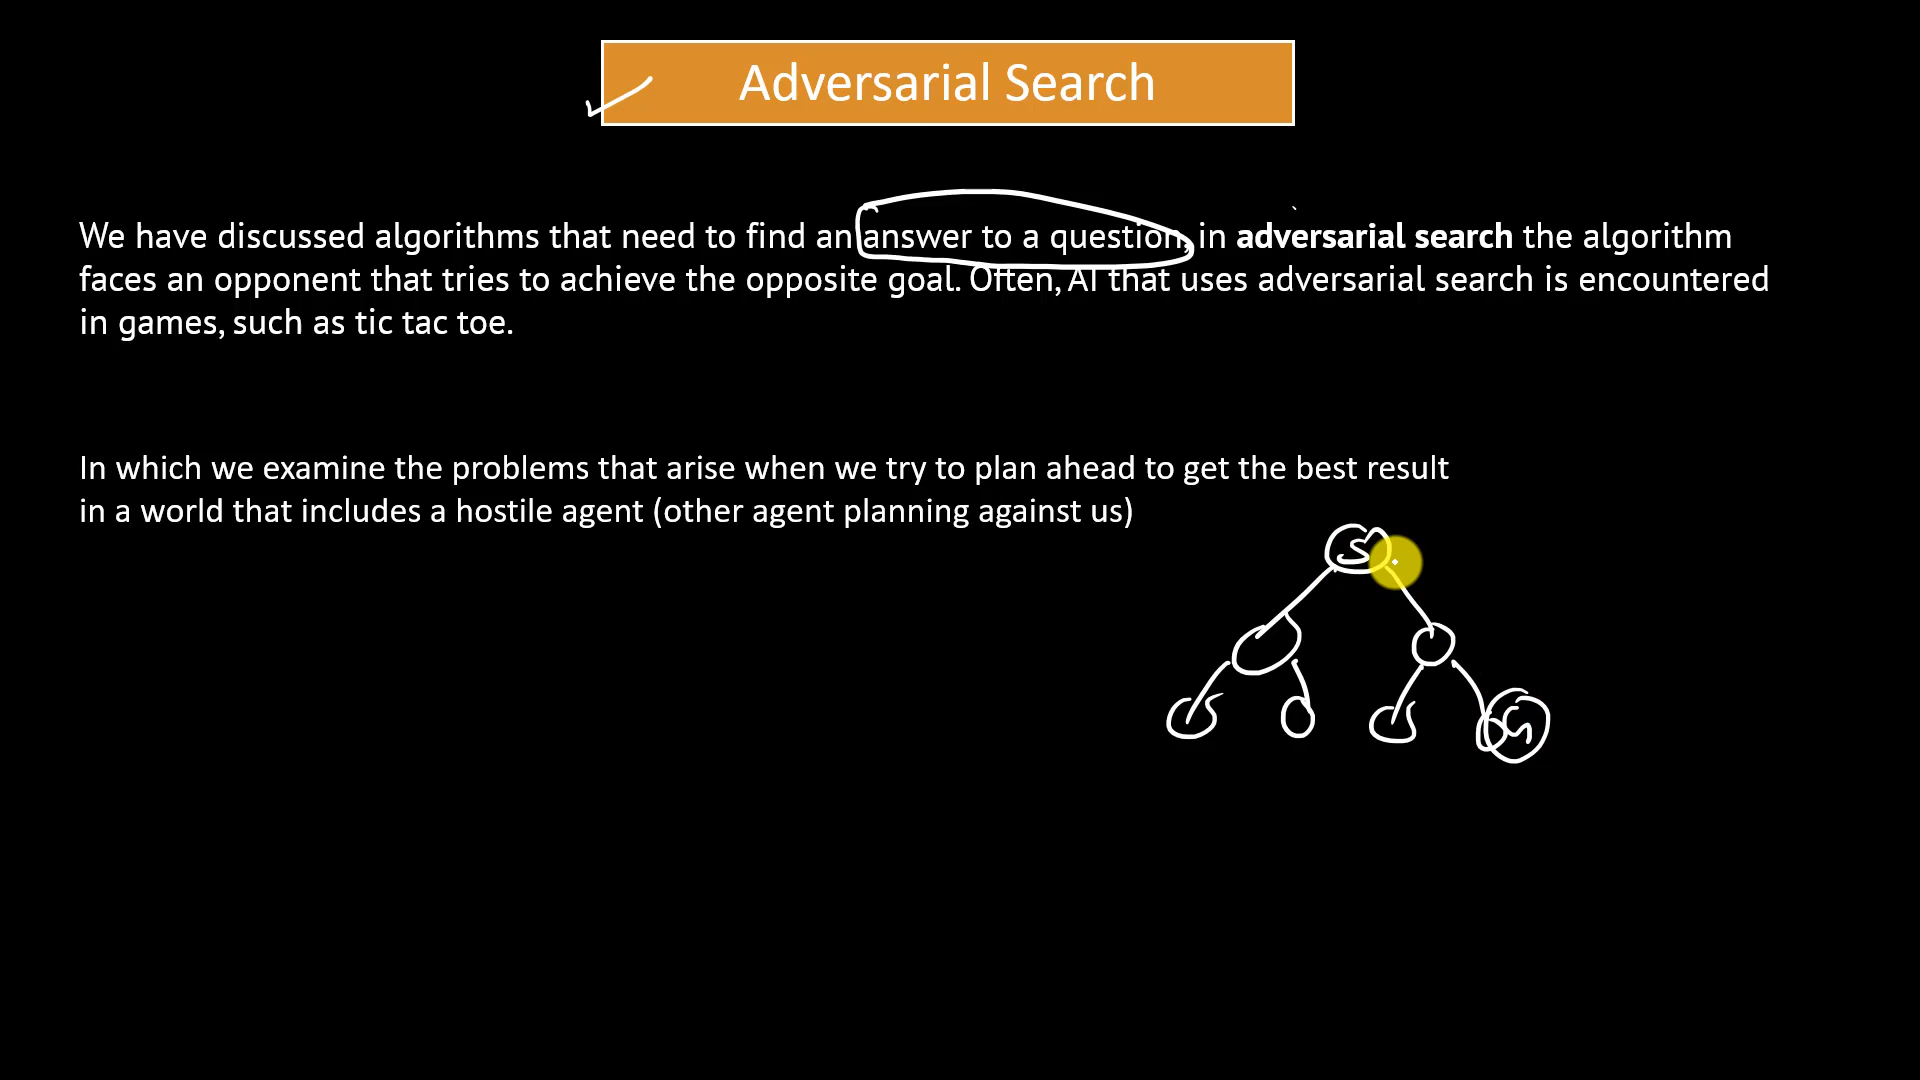 Adversarial Search
We have discussed algorithms that need to find an answer to a question, in adversarial search the algorithm
faces an opponent that tries to achieve the opposite goal. Often, AI that uses adversarial search is encountered
in games, such as tic tac toe.
In which we examine the problems that arise when we try to plan ahead to get the best result
in a world that includes a hostile agent (other agent planning against us)
S
G